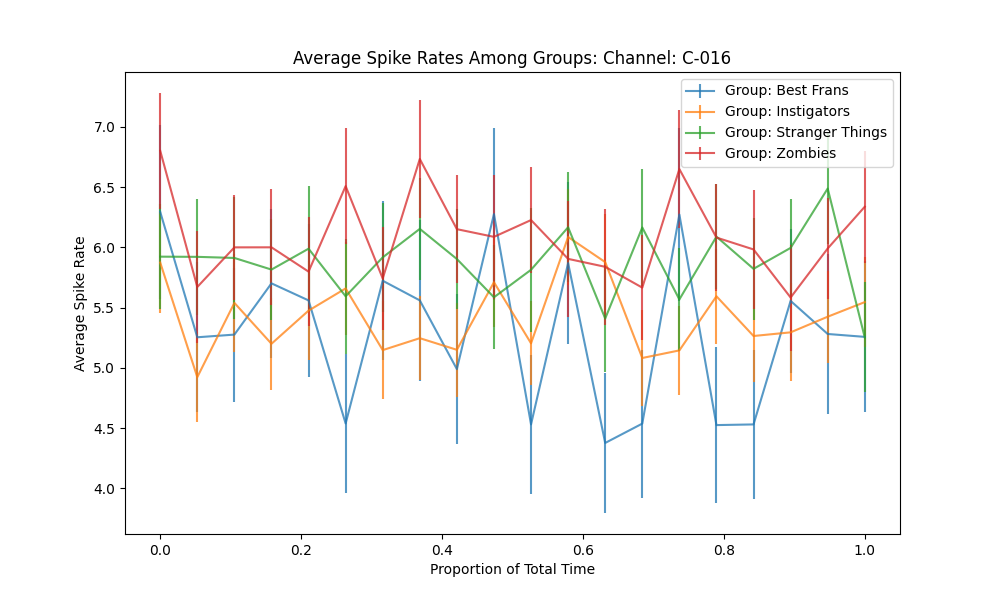 Average Spike Rates Among Groups: Channel: C-016
Group: Best Frans
Group: Instigators
Group: Stranger Things
Group: Zombies
7.0
6.5
6.0
5.5
5.0
4.5
4.0
Average Spike Rate
0.0 0.2 0.4 0.6 0.8 1.0
Proportion of Total Time